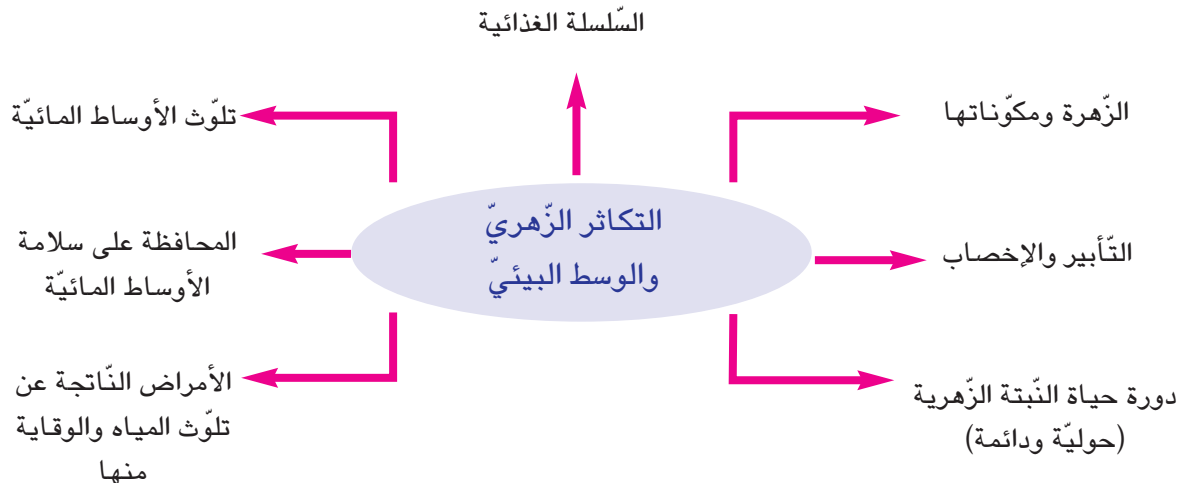 السّلسلة الغذائية
الزّهرة ومكوّناتها
تلوّث الأوساط المائيّة
التكاثر الزّهريّ
والوسط البيئيّ
التّأبير والإخصاب
المحافظة على سلامة
الأوساط المائيّة
دورة حياة النّبتة الزّهرية
(حوليّة ودائمة)
الأمراض النّاتجة عن
تلوّث المياه والوقاية
منها